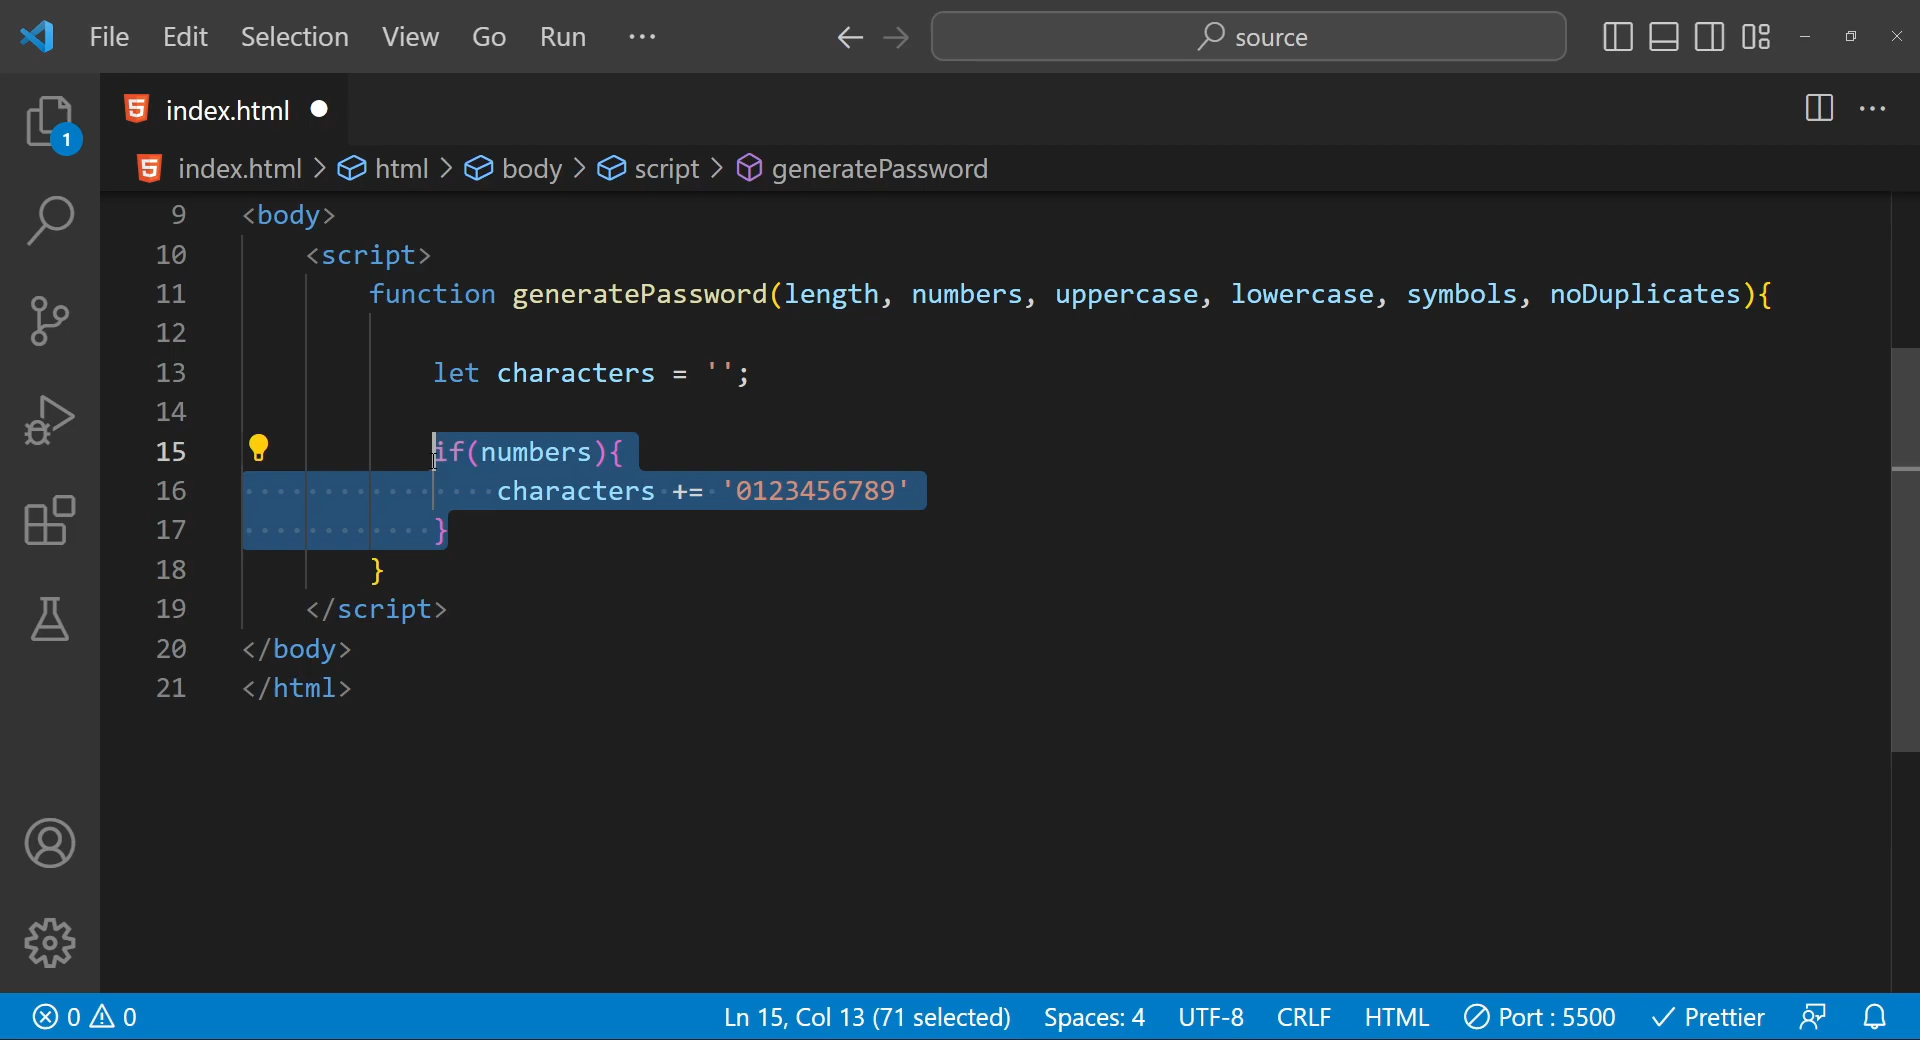 File Edit Selection View Go Run ···
source
index.html
1
index.html > html > body > script > generatePassword
9 <body>
10 <script>
11 function generatePassword(length, numbers, uppercase, lowercase, symbols, noDuplicates){
12
13 let characters = '';
14
15 if(numbers){
16 characters += '0123456789'
17 }
18 }
19 </script>
20 </body>
21 </html>
0 0 Ln 15, Col 13 (71 selected) Spaces: 4 UTF-8 CRLF HTML Port : 5500 Prettier